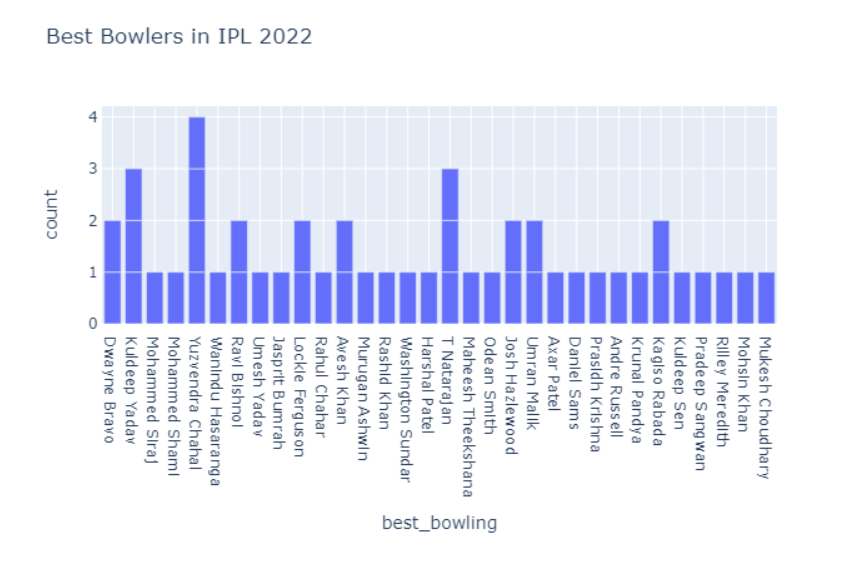 Best Bowlers in IPL 2022
4
3
2
1
0
count
Dwayne Bravo
Kuldeep Yadav
Mohammed Siraj
Mohammed Shami
Yuzvendra Chahal
Wanindu Hasaranga
Ravi Bishnoi
Umesh Yadav
Jasprit Bumrah
Lockie Ferguson
Rahul Chahar
Avesh Khan
Murugan Ashwin
Rashid Khan
Washington Sundar
Harshal Patel
T Natarajan
Maheesh Theekshana
Odean Smith
Josh Hazlewood
Umran Malik
Axar Patel
Daniel Sams
Prasidh Krishna
Andre Russell
Krunal Pandya
Kagiso Rabada
Kuldeep Sen
Pradeep Sangwan
Riley Meredith
Mohsin Khan
Mukesh Choudhary
best_bowling